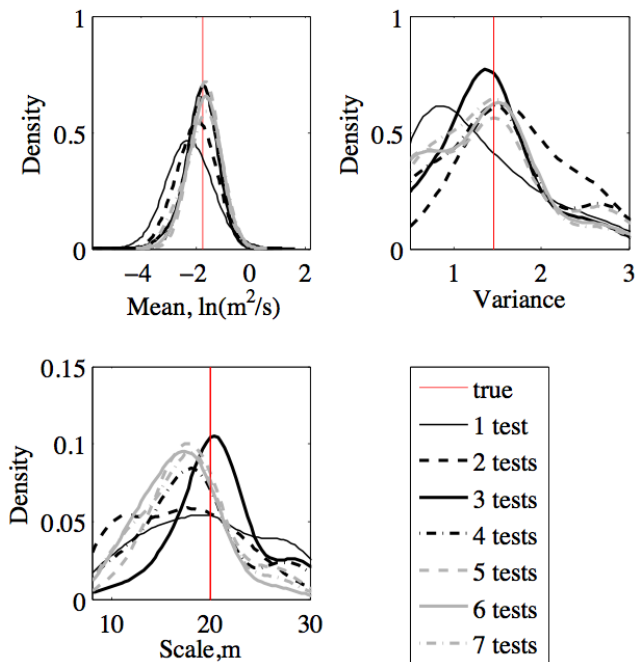 1
0.5
0
Density
−4 −2 0 2
Mean, ln(m²/s)
1
0.5
0
Density
1 2 3
Variance
0.15
0.1
0.05
0
Density
10 20 30
Scale,m
true
1 test
2 tests
3 tests
4 tests
5 tests
6 tests
7 tests